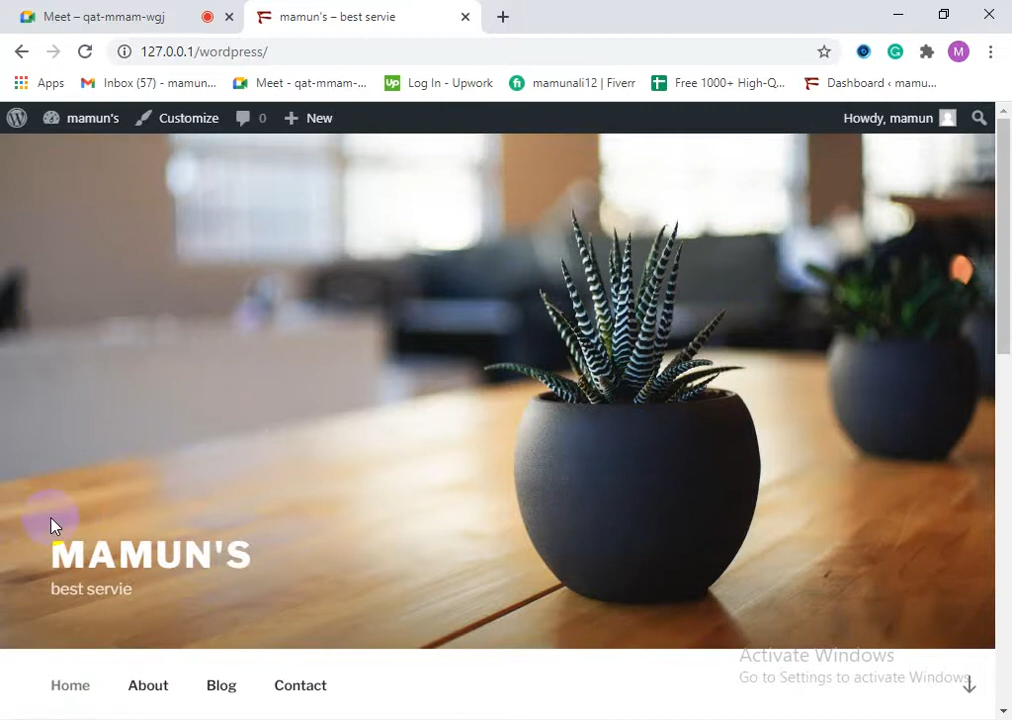 Meet – qat-mmam-wgj
mamun's – best servie
127.0.0.1/wordpress/
M
Apps
Inbox (57) - mamun...
Meet - qat-mmam-...
Up
Log In - Upwork
fi
mamunali12 | Fiverr
Free 1000+ High-Q...
Dashboard ‹ mamu...
mamun's
Customize
0
New
Howdy, mamun
MAMUN'S
best servie
Home
About
Blog
Contact
Activate Windows
Go to Settings to activate Windows.